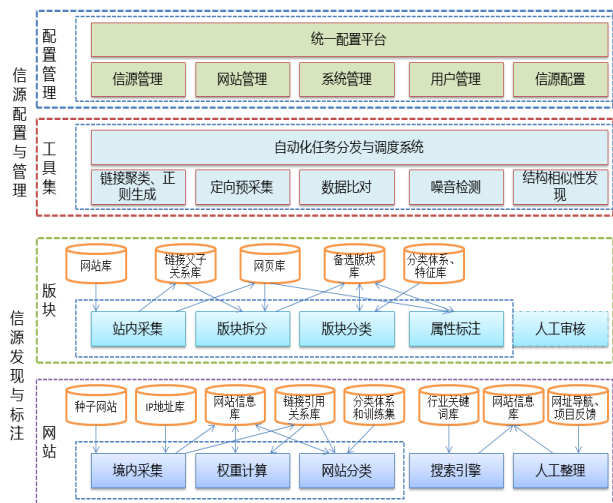 信源配置与管理
配置管理
统一配置平台
信源管理
网站管理
系统管理
用户管理
信源配置
工具集
自动化任务分发与调度系统
链接聚类、正
则生成
定向预采集
数据比对
噪音检测
结构相似性发
现
信源发现与标注
版块
网站库
链接父子
关系库
网页库
备选版块
库
分类体系、
特征库
站内采集
版块拆分
版块分类
属性标注
人工审核
网站
种子网站
IP地址库
网站信息
库
链接引用
关系库
分类体系
和训练集
行业关键
词库
网站信息
库
网址导航、
项目反馈
境内采集
权重计算
网站分类
搜索引擎
人工整理